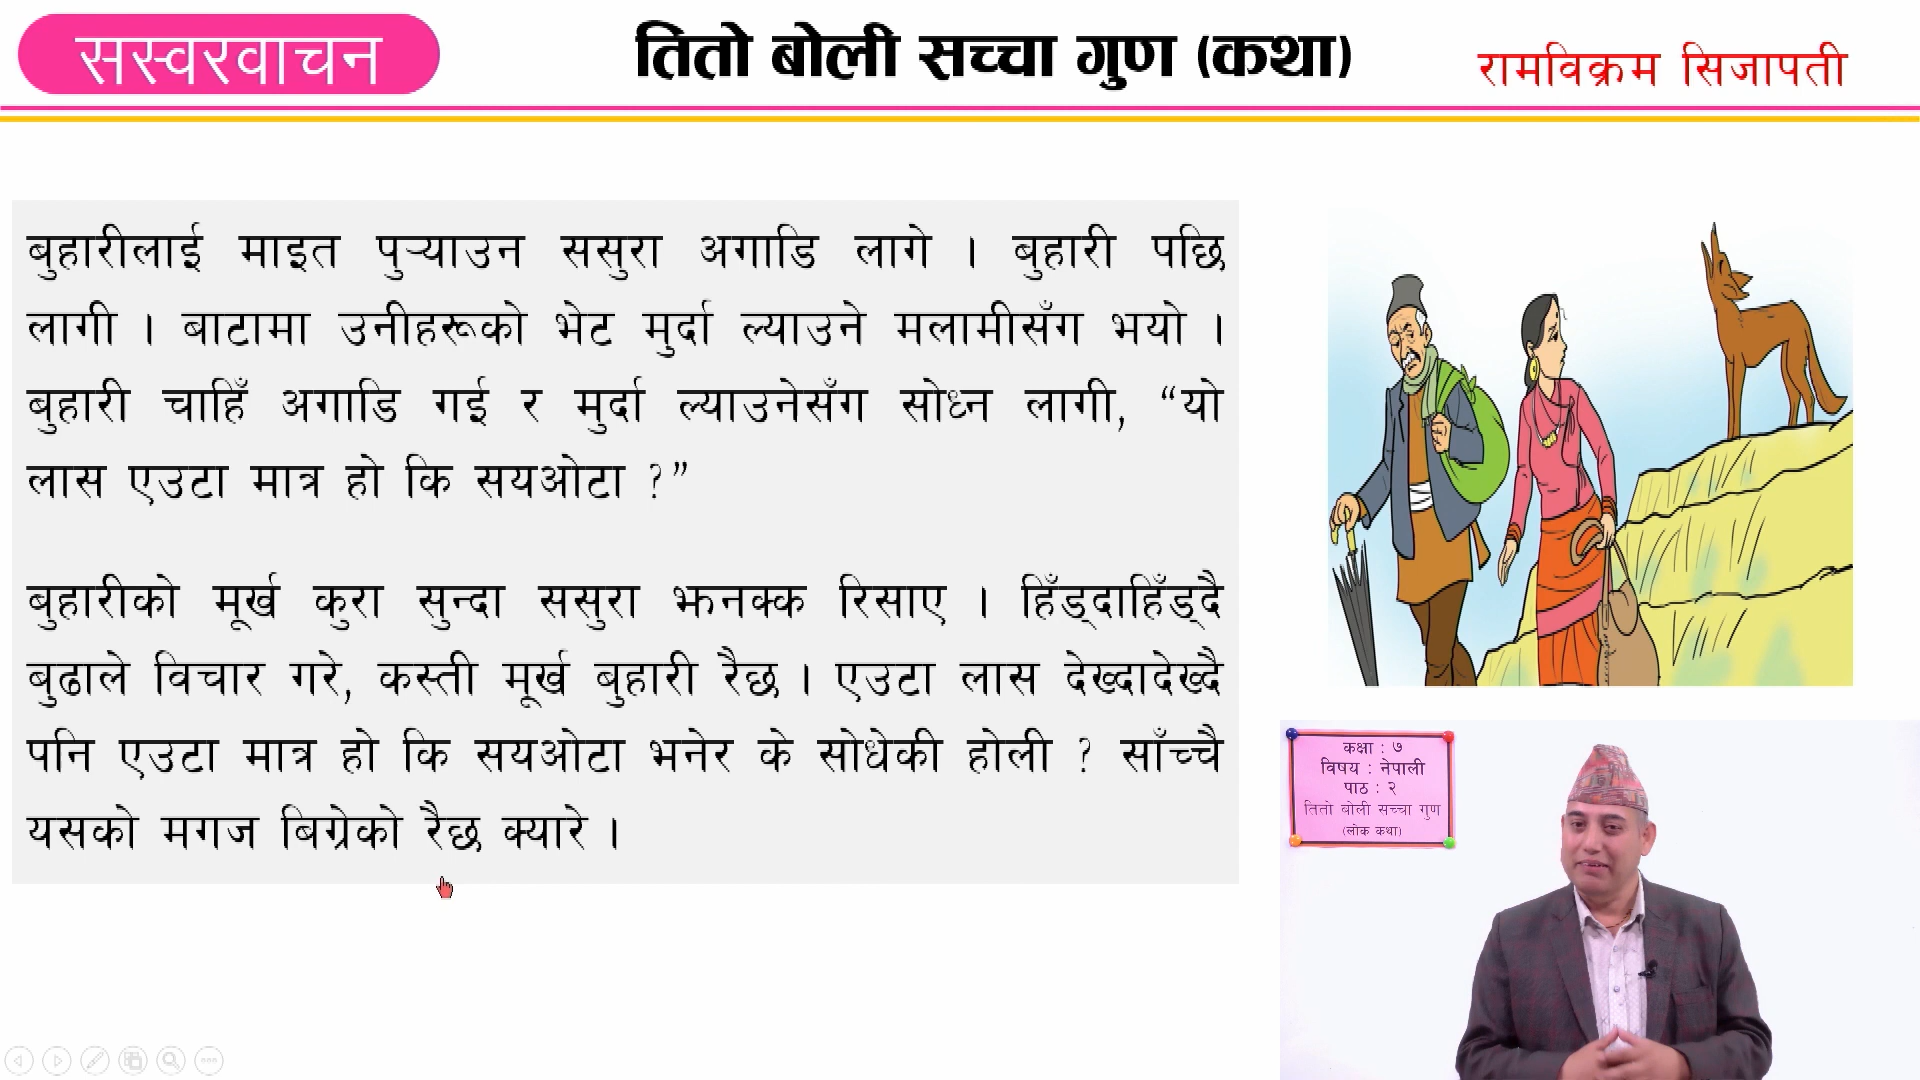 सस्वरवाचन
तितो बोली सच्चा गुण (कथा)
रामविक्रम सिजापती
बुहारीलाई माइत पुऱ्याउन ससुरा अगाडि लागे । बुहारी पछि
लागी । बाटामा उनीहरूको भेट मुर्दा ल्याउने मलामीसँग भयो ।
बुहारी चाहिँ अगाडि गई र मुर्दा ल्याउनेसँग सोध्न लागी, “यो
लास एउटा मात्र हो कि सयओटा ?”
बुहारीको मूर्ख कुरा सुन्दा ससुरा झनक्क रिसाए । हिँड्दाहिँड्दै
बुढाले विचार गरे, कस्ती मूर्ख बुहारी रैछ । एउटा लास देख्दादेख्दै
पनि एउटा मात्र हो कि सयओटा भनेर के सोधेकी होली ? साँच्चै
यसको मगज बिग्रेको रैछ क्यारे ।
कक्षा : ७
विषय : नेपाली
पाठ : २
तितो बोली सच्चा गुण
(लोक कथा)